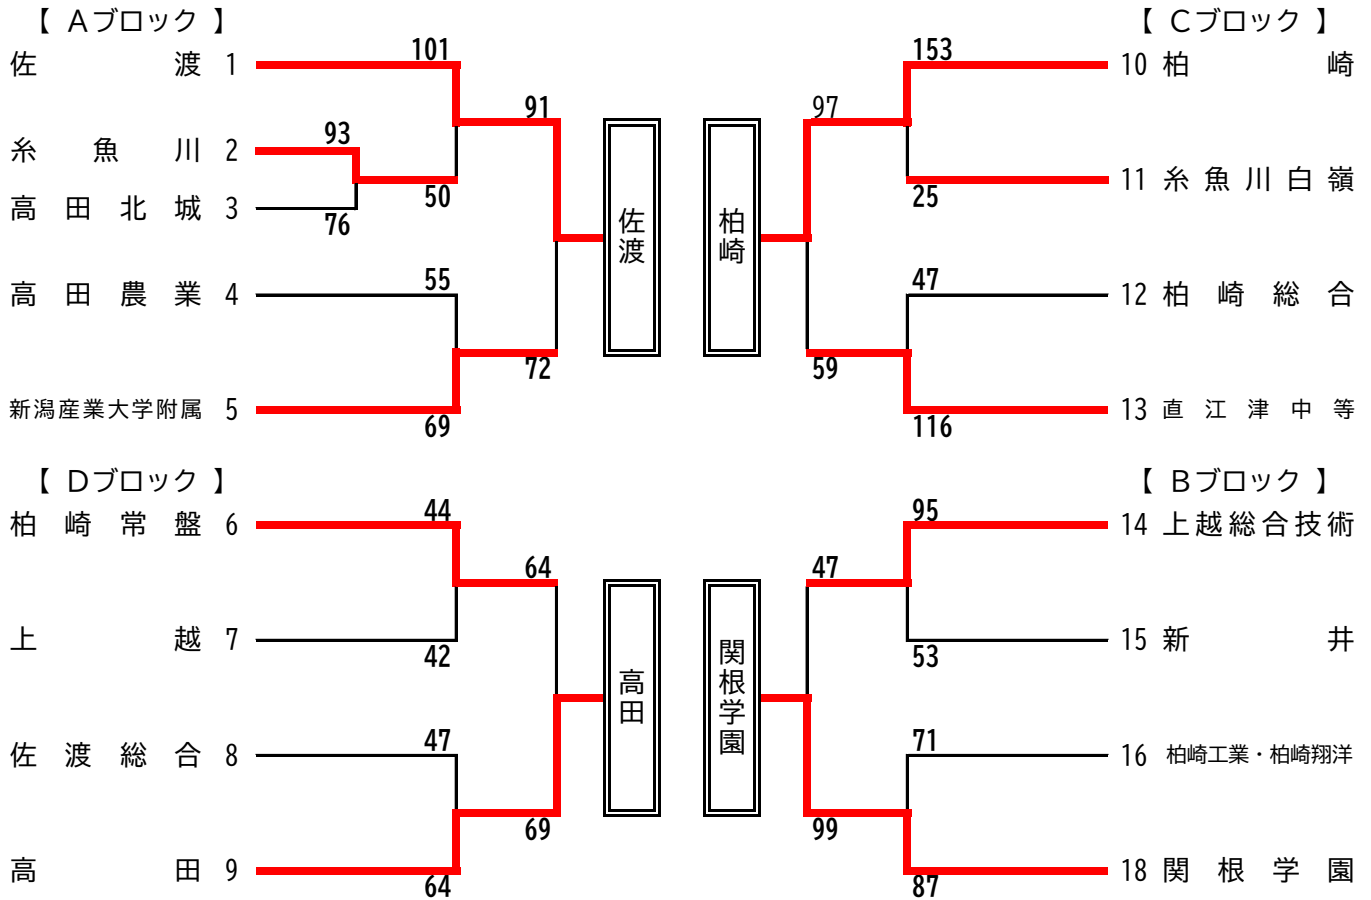 【 Aブロック 】
佐渡 1
101
糸魚川 2
93
91
高田北城 3
76
50
高田農業 4
55
72
新潟産業大学附属 5
69
佐渡
【 Cブロック 】
153
10 柏崎
97
11 糸魚川白嶺
25
47
12 柏崎総合
59
13 直江津中等
116
柏崎
【 Dブロック 】
柏崎常盤 6
44
64
上越 7
42
佐渡総合 8
47
69
高田 9
64
高田
【 Bブロック 】
95
14 上越総合技術
47
15 新井
53
71
16 柏崎工業・柏崎翔洋
99
18 関根学園
87
関根学園